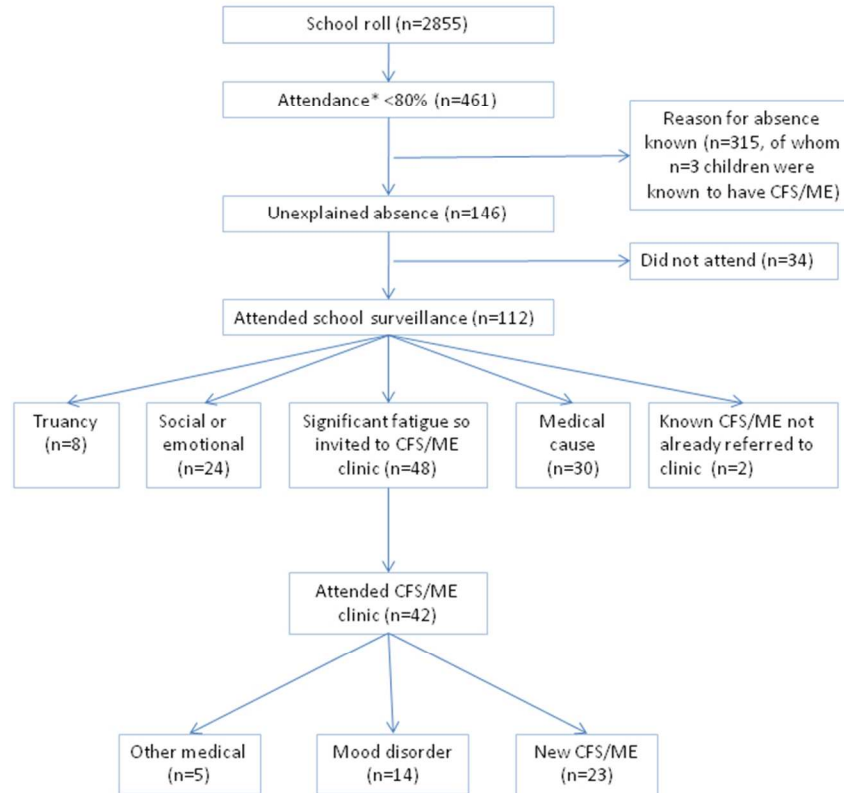 School roll (n=2855)
Attendance* <80% (n=461)
Reason for absence
known (n=315, of whom
n=3 children were
known to have CFS/ME)
Unexplained absence (n=146)
Did not attend (n=34)
Attended school surveillance (n=112)
Truancy
(n=8)
Social or
emotional
(n=24)
Significant fatigue so
invited to CFS/ME
clinic (n=48)
Medical
cause
(n=30)
Known CFS/ME not
already referred to
clinic (n=2)
Attended CFS/ME
clinic (n=42)
Other medical
(n=5)
Mood disorder
(n=14)
New CFS/ME
(n=23)